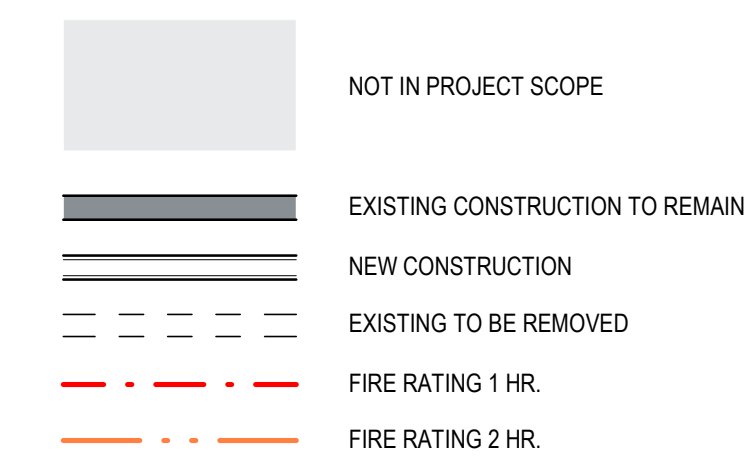 NOT IN PROJECT SCOPE
EXISTING CONSTRUCTION TO REMAIN
NEW CONSTRUCTION
EXISTING TO BE REMOVED
FIRE RATING 1 HR.
FIRE RATING 2 HR.